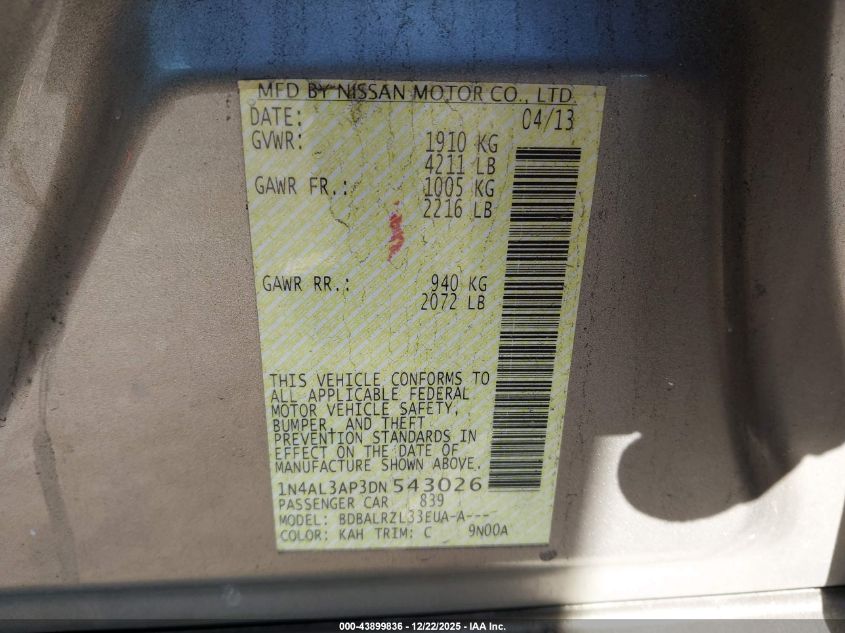 MFD BY NISSAN MOTOR CO., LTD
DATE: 04/13
GVWR: 1910 KG
4211 LB
GAWR FR.: 1005 KG
2216 LB
GAWR RR.: 940 KG
2072 LB
THIS VEHICLE CONFORMS TO
ALL APPLICABLE FEDERAL
MOTOR VEHICLE SAFETY,
BUMPER, AND THEFT
PREVENTION STANDARDS IN
EFFECT ON THE DATE OF
MANUFACTURE SHOWN ABOVE.
1N4AL3AP3DN543026
PASSENGER CAR 839
MODEL: BDBALRZL33EUA-A---
COLOR: KAH TRIM: C 9N00A
000-43899836 - 12/22/2025 - IAA Inc.